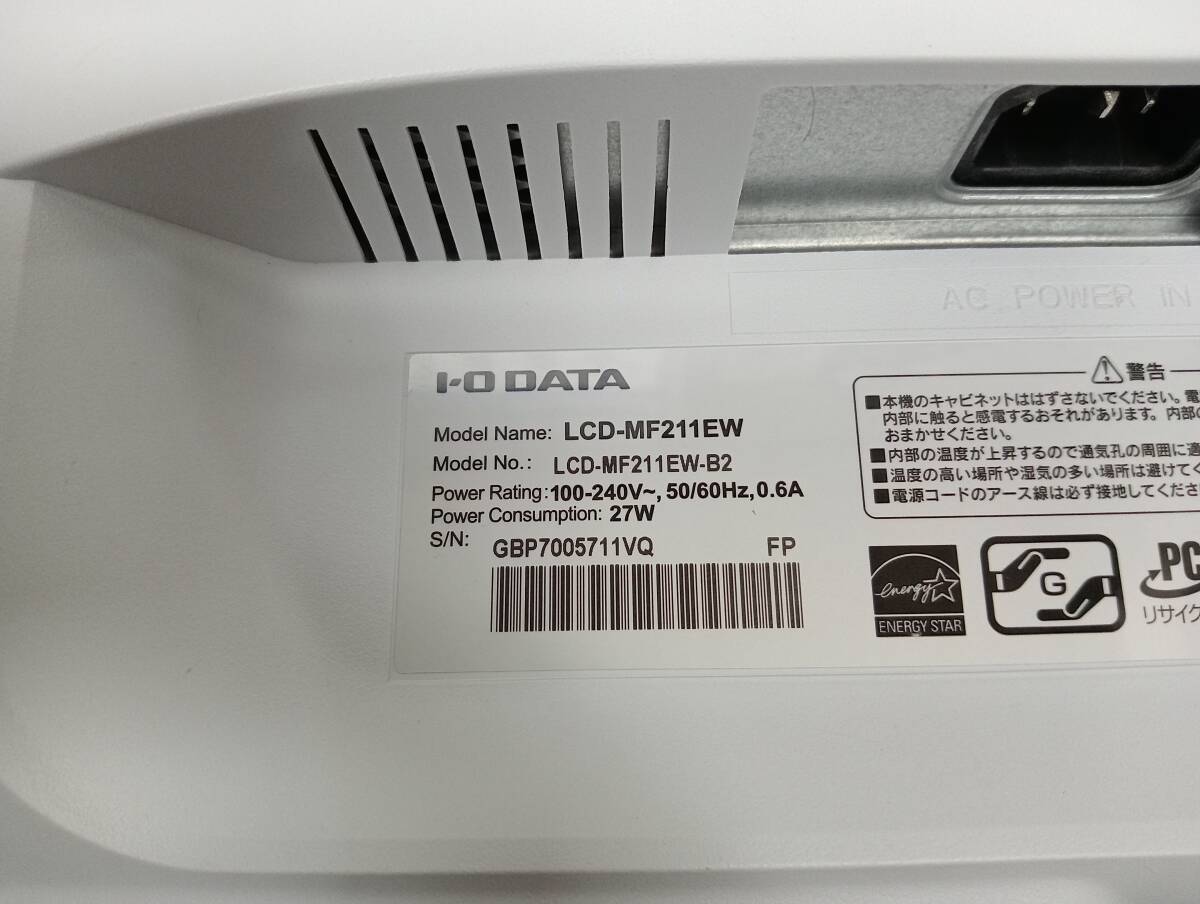 AC POWER IN
I-O DATA
Model Name: LCD-MF211EW
Model No.: LCD-MF211EW-B2
Power Rating:100-240V~, 50/60Hz,0.6A
Power Consumption: 27W
S/N: GBP7005711VQ FP
警告
■本機のキャビネットははずさないでください。電
内部に触ると感電するおそれがあります。内部の
おまかせください。
■内部の温度が上昇するので通気孔の周囲に適
■温度の高い場所や湿気の多い場所は避けてく
■電源コードのアース線は必ず接地してくださ
energy
ENERGY STAR
G
PC
リサイク